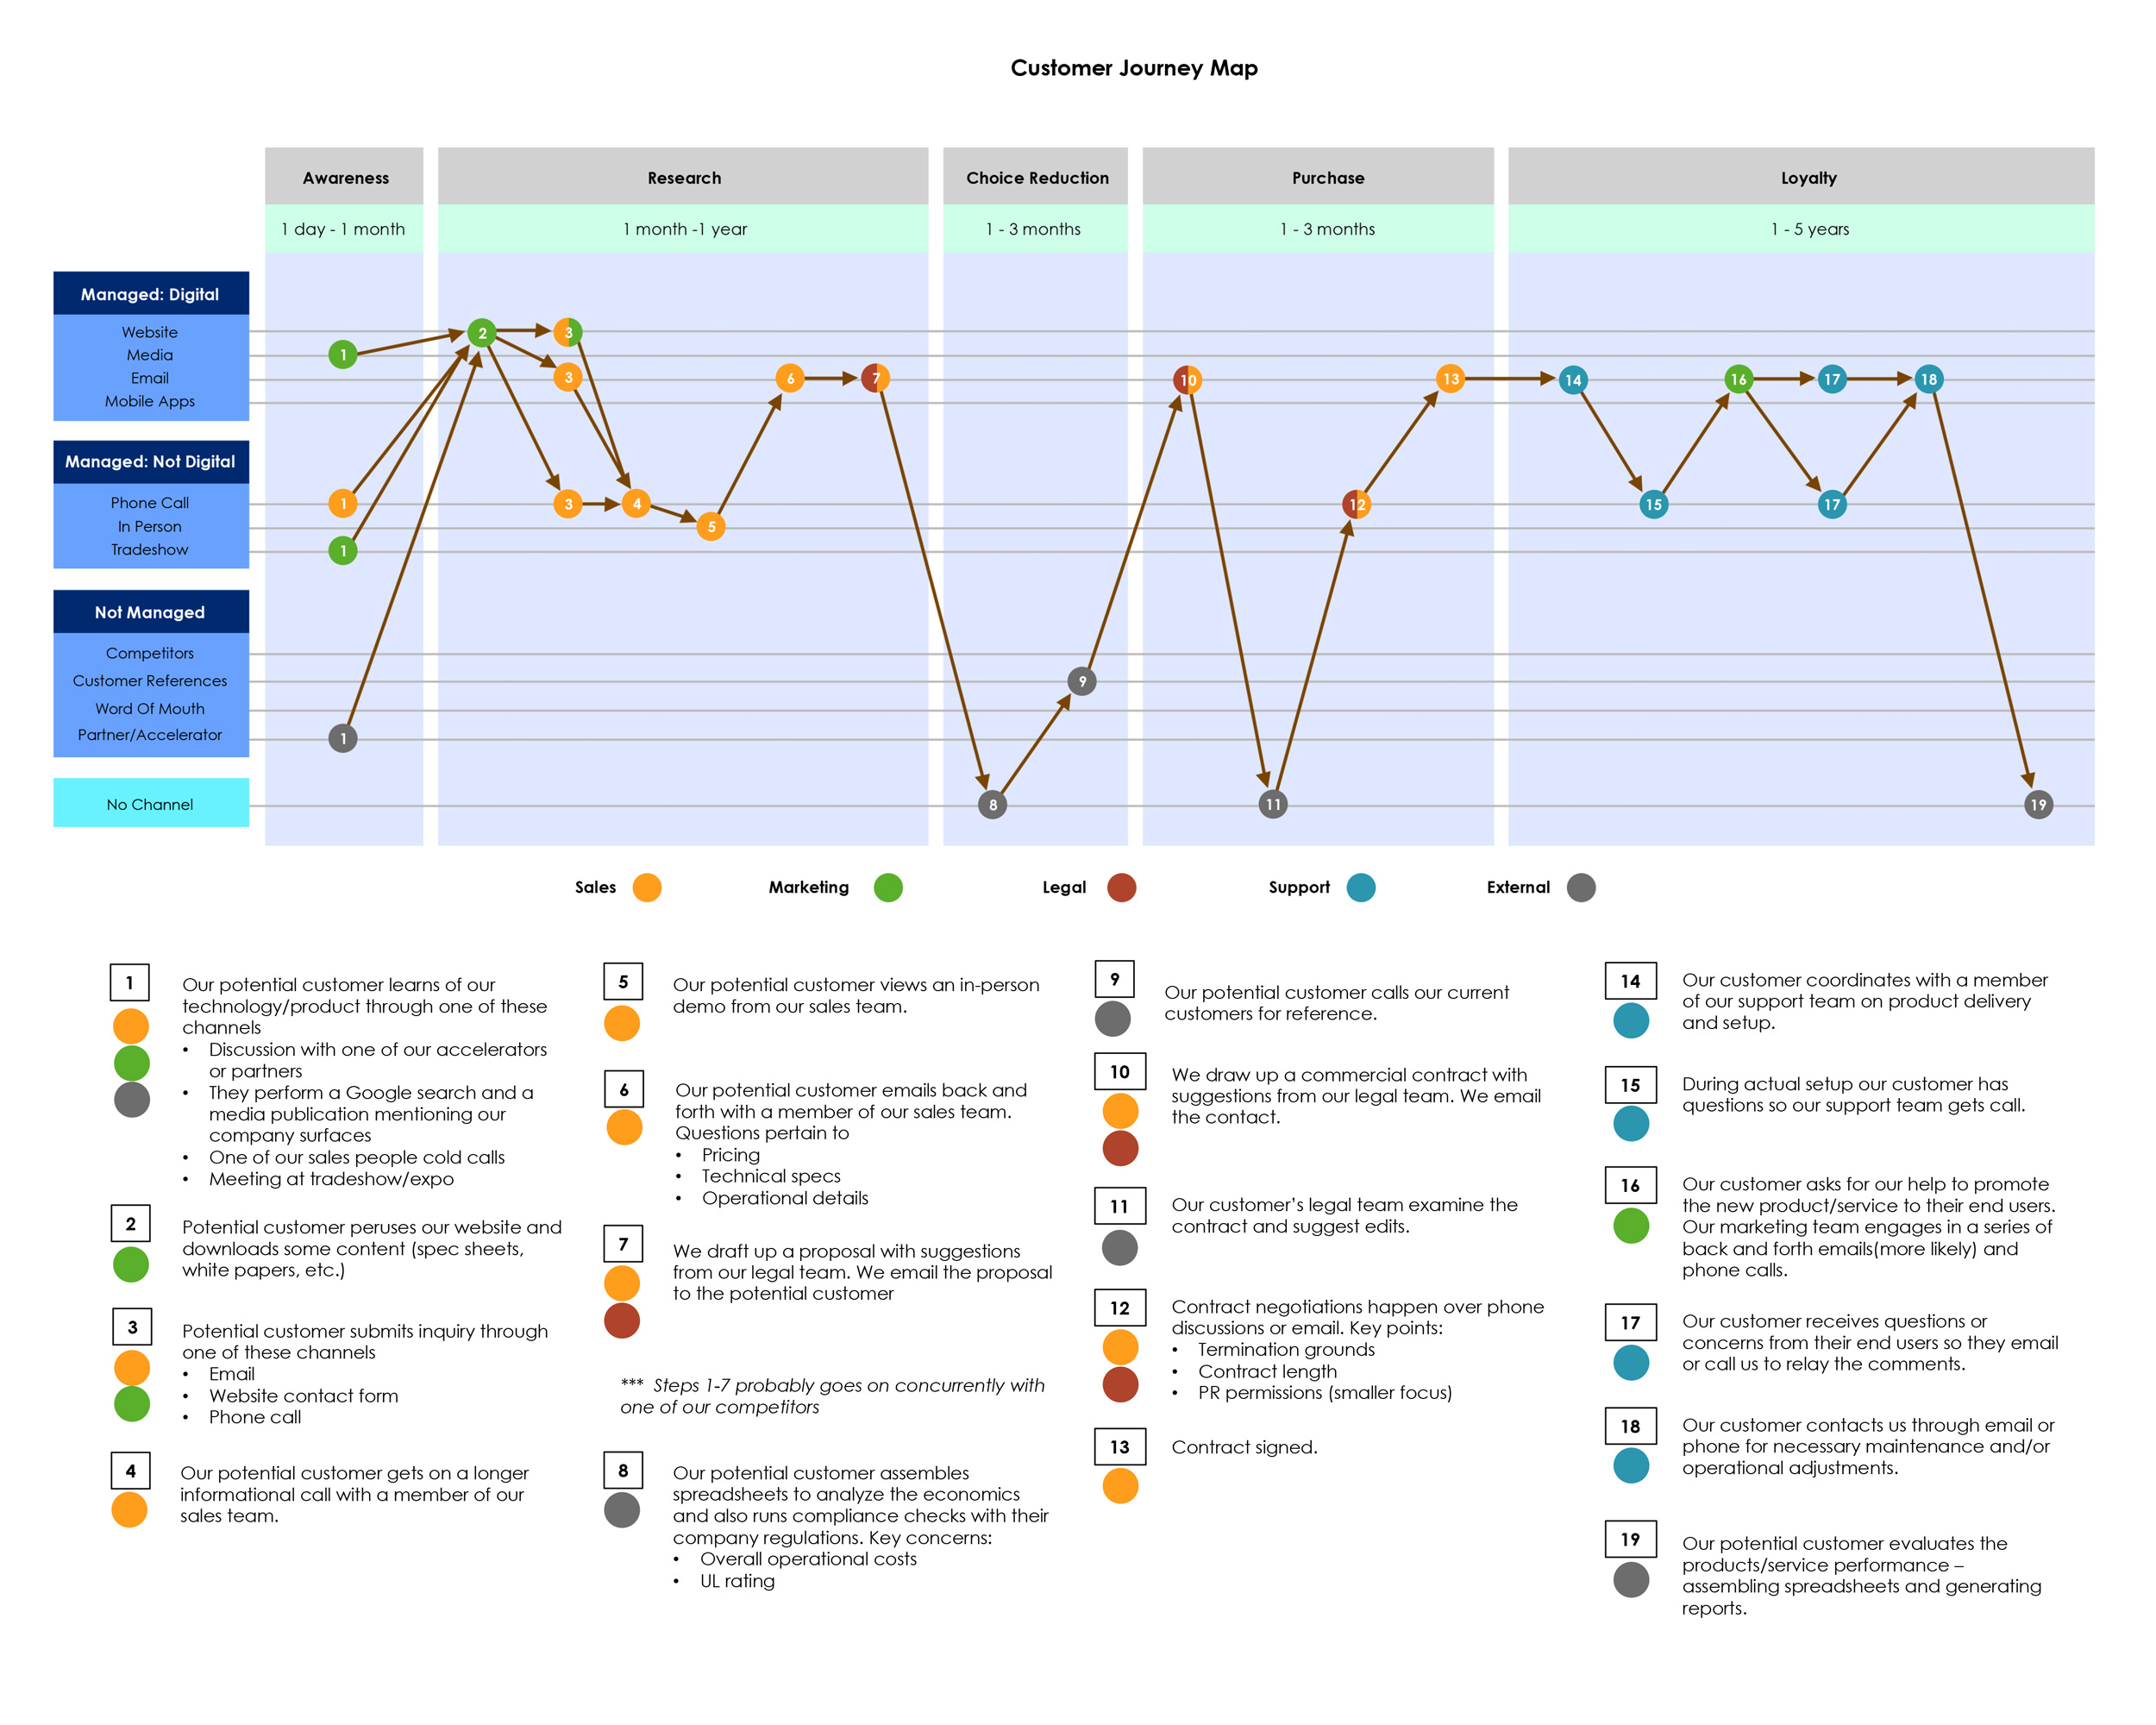 Customer Journey Map
Awareness
Research
Choice Reduction
Purchase
Loyalty
1 day - 1 month
1 month -1 year
1 - 3 months
1 - 3 months
1 - 5 years
Managed: Digital
Website
Media
Email
Mobile Apps
Managed: Not Digital
Phone Call
In Person
Tradeshow
Not Managed
Competitors
Customer References
Word Of Mouth
Partner/Accelerator
No Channel
1
1
1
1
2
3
3
3
4
5
6
7
8
9
10
11
12
13
14
15
16
17
17
18
19
Sales
Marketing
Legal
Support
External
1
Our potential customer learns of our
technology/product through one of these
channels
• Discussion with one of our accelerators
or partners
• They perform a Google search and a
media publication mentioning our
company surfaces
• One of our sales people cold calls
• Meeting at tradeshow/expo
2
Potential customer peruses our website and
downloads some content (spec sheets,
white papers, etc.)
3
Potential customer submits inquiry through
one of these channels
• Email
• Website contact form
• Phone call
4
Our potential customer gets on a longer
informational call with a member of our
sales team.
5
Our potential customer views an in-person
demo from our sales team.
6
Our potential customer emails back and
forth with a member of our sales team.
Questions pertain to
• Pricing
• Technical specs
• Operational details
7
We draft up a proposal with suggestions
from our legal team. We email the proposal
to the potential customer
*** Steps 1-7 probably goes on concurrently with
one of our competitors
8
Our potential customer assembles
spreadsheets to analyze the economics
and also runs compliance checks with their
company regulations. Key concerns:
• Overall operational costs
• UL rating
9
Our potential customer calls our current
customers for reference.
10
We draw up a commercial contract with
suggestions from our legal team. We email
the contact.
11
Our customer’s legal team examine the
contract and suggest edits.
12
Contract negotiations happen over phone
discussions or email. Key points:
• Termination grounds
• Contract length
• PR permissions (smaller focus)
13
Contract signed.
14
Our customer coordinates with a member
of our support team on product delivery
and setup.
15
During actual setup our customer has
questions so our support team gets call.
16
Our customer asks for our help to promote
the new product/service to their end users.
Our marketing team engages in a series of
back and forth emails(more likely) and
phone calls.
17
Our customer receives questions or
concerns from their end users so they email
or call us to relay the comments.
18
Our customer contacts us through email or
phone for necessary maintenance and/or
operational adjustments.
19
Our potential customer evaluates the
products/service performance –
assembling spreadsheets and generating
reports.